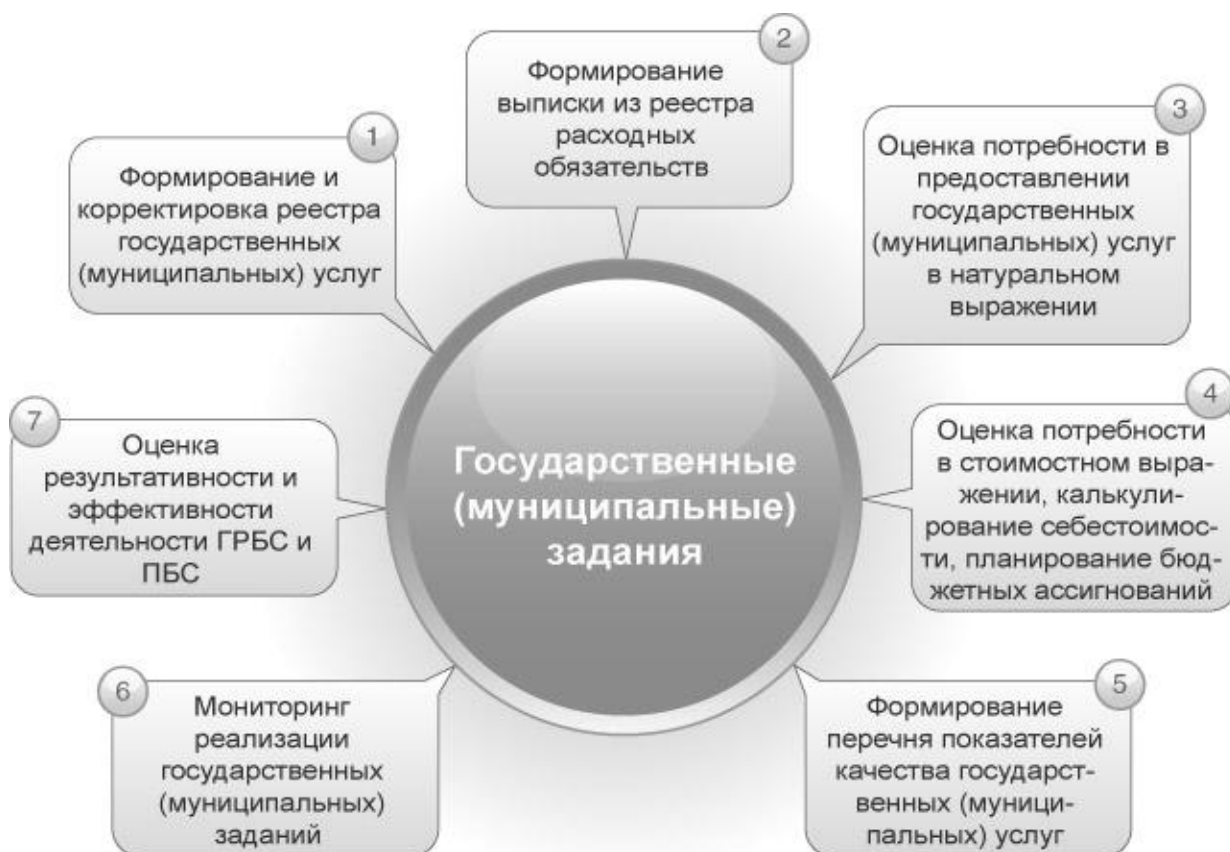 1
Формирование и
корректировка реестра
государственных
(муниципальных) услуг
2
Формирование
выписки из реестра
расходных
обязательств
3
Оценка потребности в
предоставлении
государственных
(муниципальных) услуг
в натуральном
выражении
4
Оценка потребности
в стоимостном выра-
жении, калькули-
рование себестоимос-
ти, планирование бюд-
жетных ассигнований
5
Формирование
перечня показателей
качества государст-
венных (муници-
пальных) услуг
6
Мониторинг
реализации
государственных
(муниципальных)
заданий
7
Оценка
результативности и
эффективности
деятельности ГРБС и
ПБС
Государственные
(муниципальные)
задания